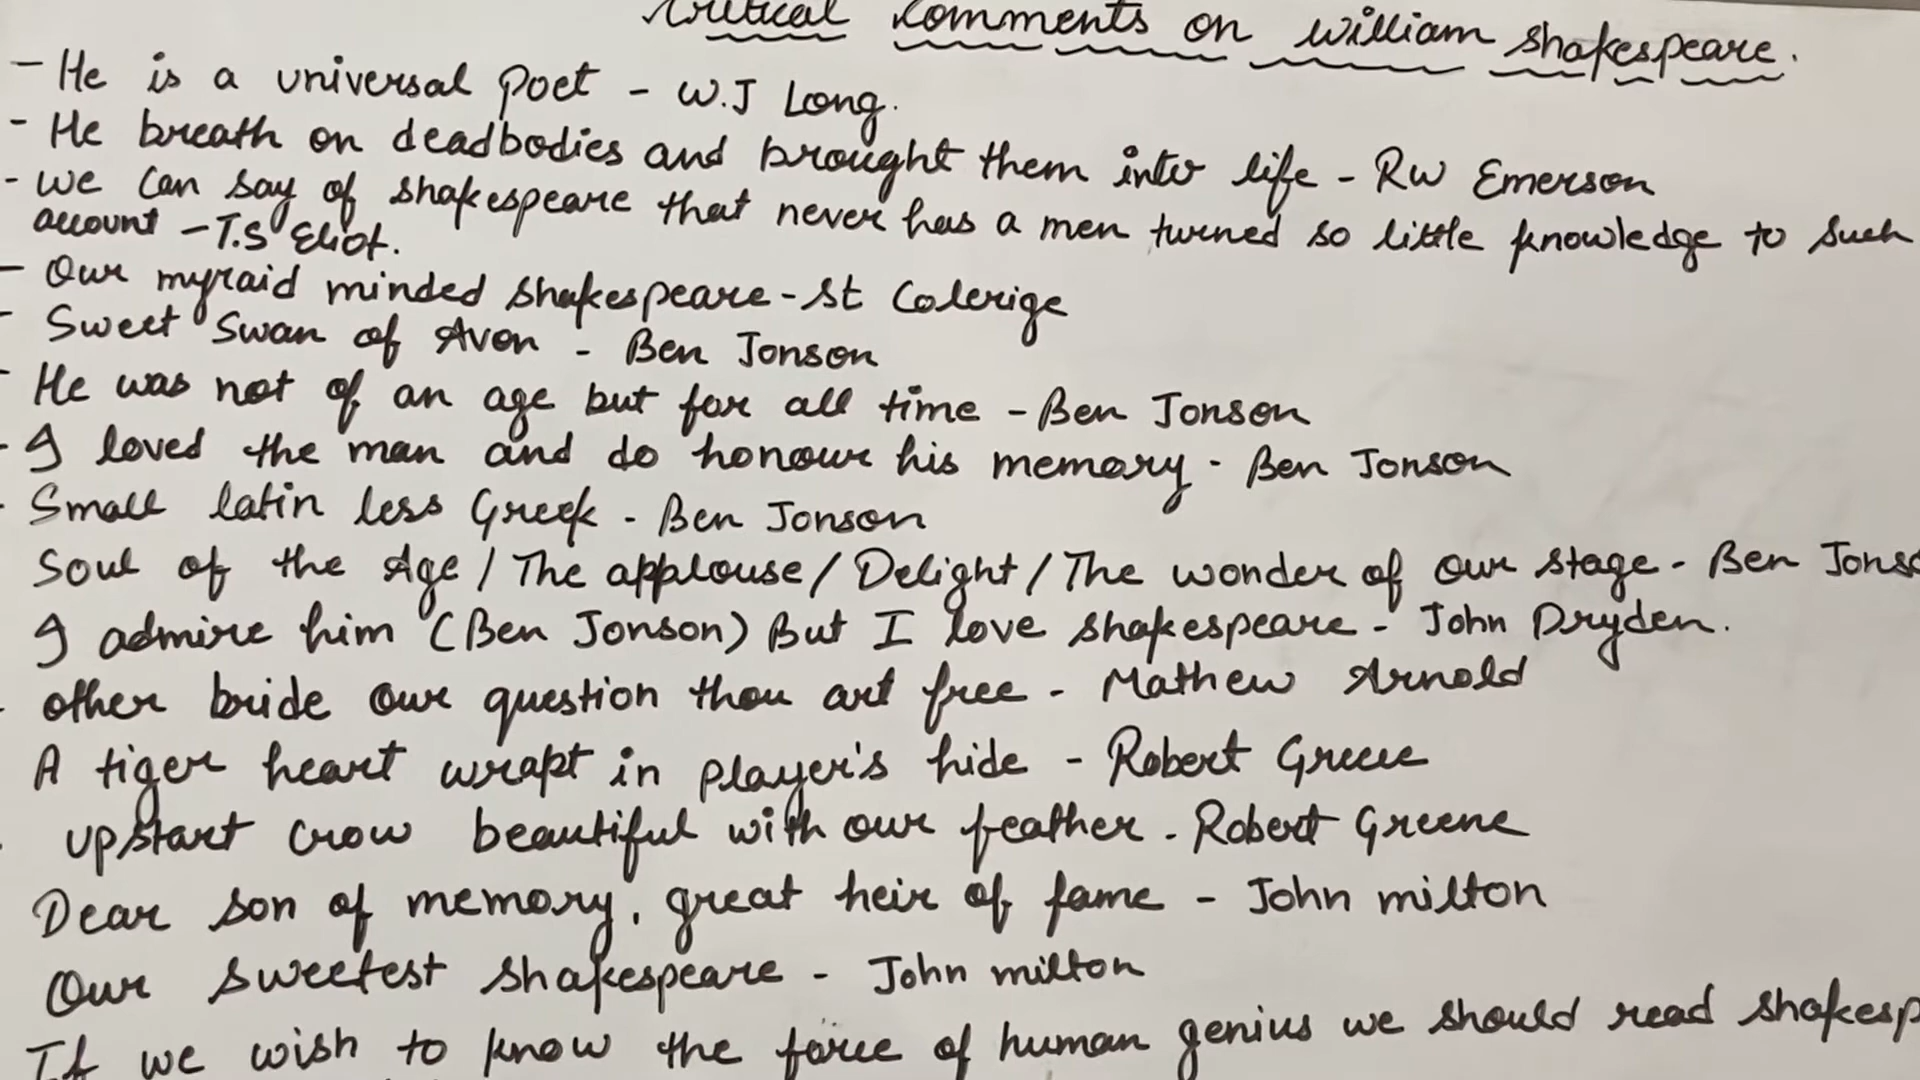 Critical Comments on William Shakespeare.
- He is a universal Poet - W.J Long.
- He breath on deadbodies and brought them into life - RW Emerson
- We Can say of Shakespeare that never has a men turned so little knowledge to such
account - T.S Eliot.
- Our myraid minded Shakespeare - St Colerige
- Sweet Swan of Avon - Ben Jonson
- He was not of an age but for all time - Ben Jonson
- I loved the man and do honour his memory - Ben Jonson
- Small latin less Greek - Ben Jonson
Soul of the Age / The applouse / Delight / The wonder of our stage - Ben Jonso
I admire him (Ben Jonson) But I love Shakespeare - John Dryden.
- other bride our question thou art free - Mathew Arnold
A tiger heart wrapt in player's hide - Robert Greene
upstart Crow beautiful with our feather - Robert Greene
Dear son of memory, great heir of fame - John milton
Our sweetest Shakespeare - John milton
If we wish to know the force of human genius we should read Shakesp